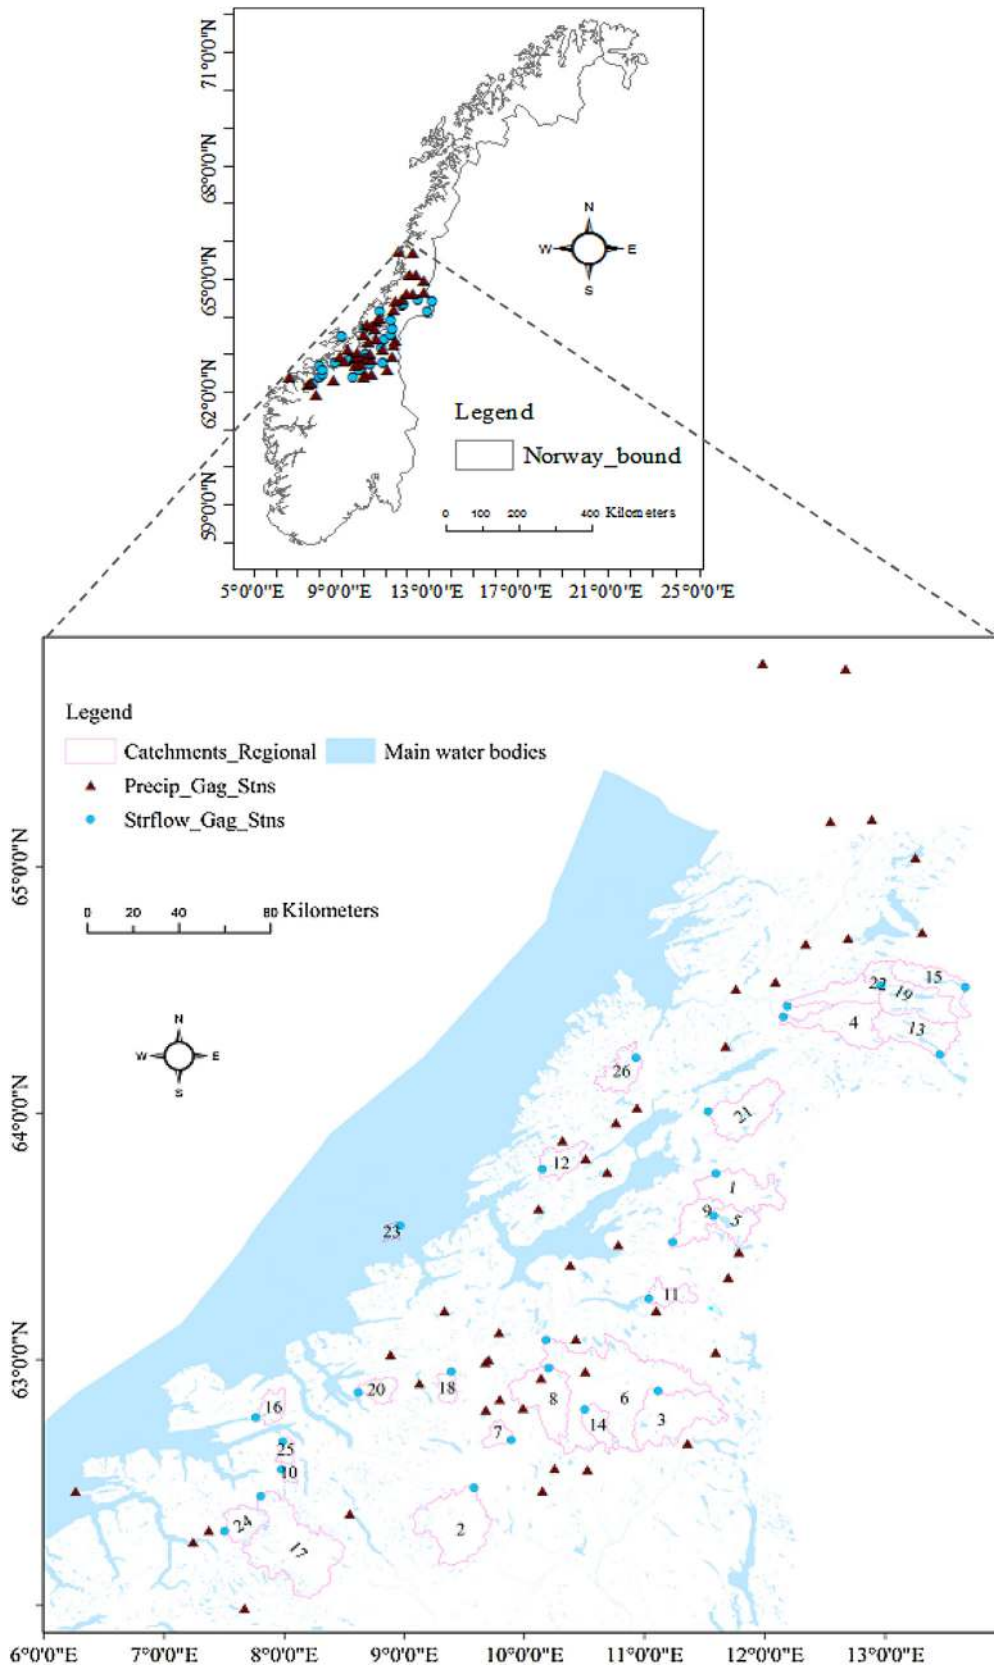 71°0'0"N
68°0'0"N
65°0'0"N
62°0'0"N
59°0'0"N
N
W E
S
Legend
Norway_bound
0 100 200 400 Kilometers
5°0'0"E 9°0'0"E 13°0'0"E 17°0'0"E 21°0'0"E 25°0'0"E
Legend
Catchments_Regional Main water bodies
Precip_Gag_Stns
Strflow_Gag_Stns
0 20 40 80 Kilometers
65°0'0"N
64°0'0"N
63°0'0"N
N
W E
S
15
22 19
4 13
26
21
12
1
9 5
23
11
20 18
16
8 6
14 3
7
25
10
24
17
2
6°0'0"E 7°0'0"E 8°0'0"E 9°0'0"E 10°0'0"E 11°0'0"E 12°0'0"E 13°0'0"E